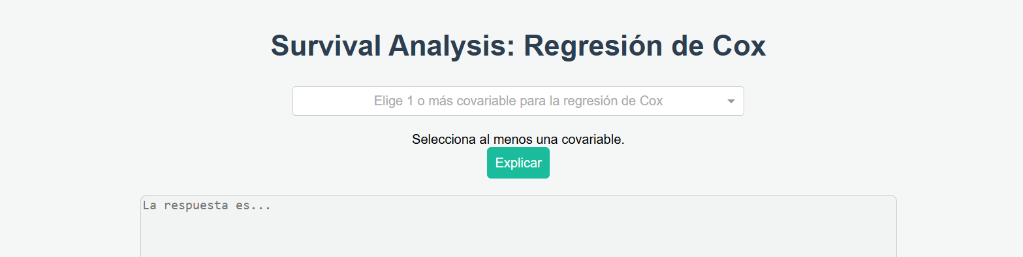 Survival Analysis: Regresión de Cox
Elige 1 o más covariable para la regresión de Cox
Selecciona al menos una covariable.
Explicar
La respuesta es...